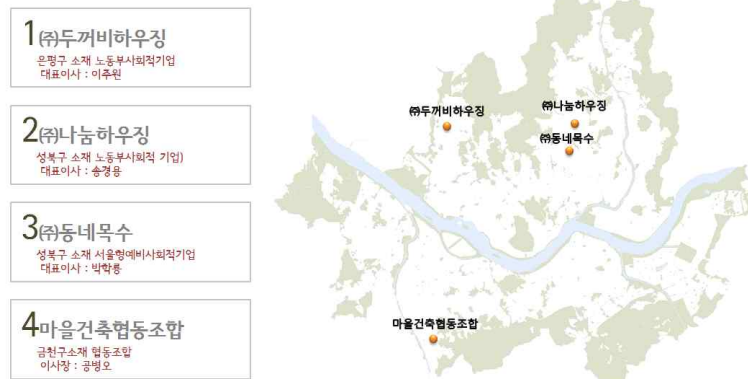 1㈜두꺼비하우징
은평구 소재 노동부사회적기업
대표이사 : 이주원
2㈜나눔하우징
성북구 소재 노동부사회적 기업)
대표이사 : 송경용
3㈜동네목수
성북구 소재 서울형예비사회적기업
대표이사 : 박학룡
4마을건축협동조합
금천구소재 협동조합
이사장 : 공병오
㈜두꺼비하우징
㈜나눔하우징
㈜동네목수
마을건축협동조합